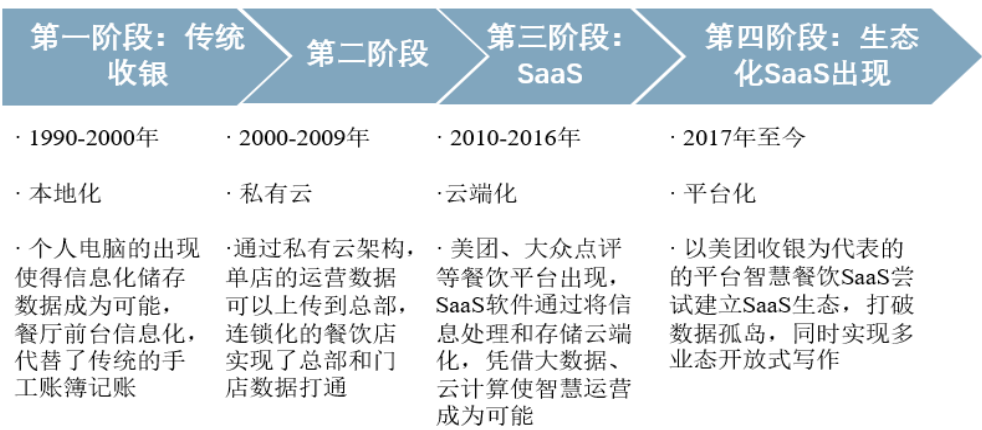 第一阶段：传统
收银
第二阶段
第三阶段：
SaaS
第四阶段：生态
化SaaS出现
· 1990-2000年
· 本地化
· 个人电脑的出现
使得信息化储存
数据成为可能，
餐厅前台信息化，
代替了传统的手
工账簿记账
· 2000-2009年
· 私有云
·通过私有云架构，
单店的运营数据
可以上传到总部，
连锁化的餐饮店
实现了总部和门
店数据打通
· 2010-2016年
·云端化
· 美团、大众点评
等餐饮平台出现，
SaaS软件通过将信
息处理和存储云端
化，凭借大数据、
云计算使智慧运营
成为可能
· 2017年至今
· 平台化
· 以美团收银为代表的
的平台智慧餐饮SaaS尝
试建立SaaS生态，打破
数据孤岛，同时实现多
业态开放式写作